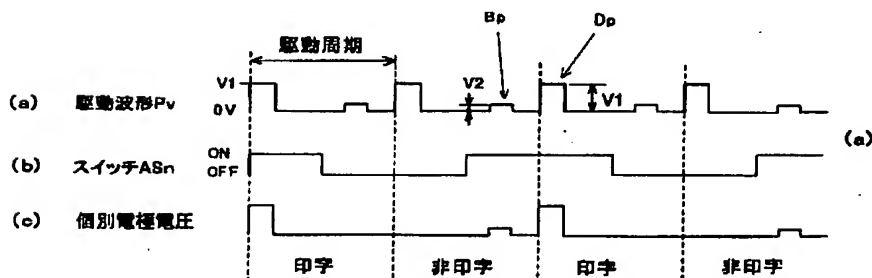 Bp Dp
駆動周期
V1 V2
(a) 駆動波形Pv 0V V1
(a)
(b) スイッチASn ON
OFF
(c) 個別電極電圧
印字 非印字 印字 非印字